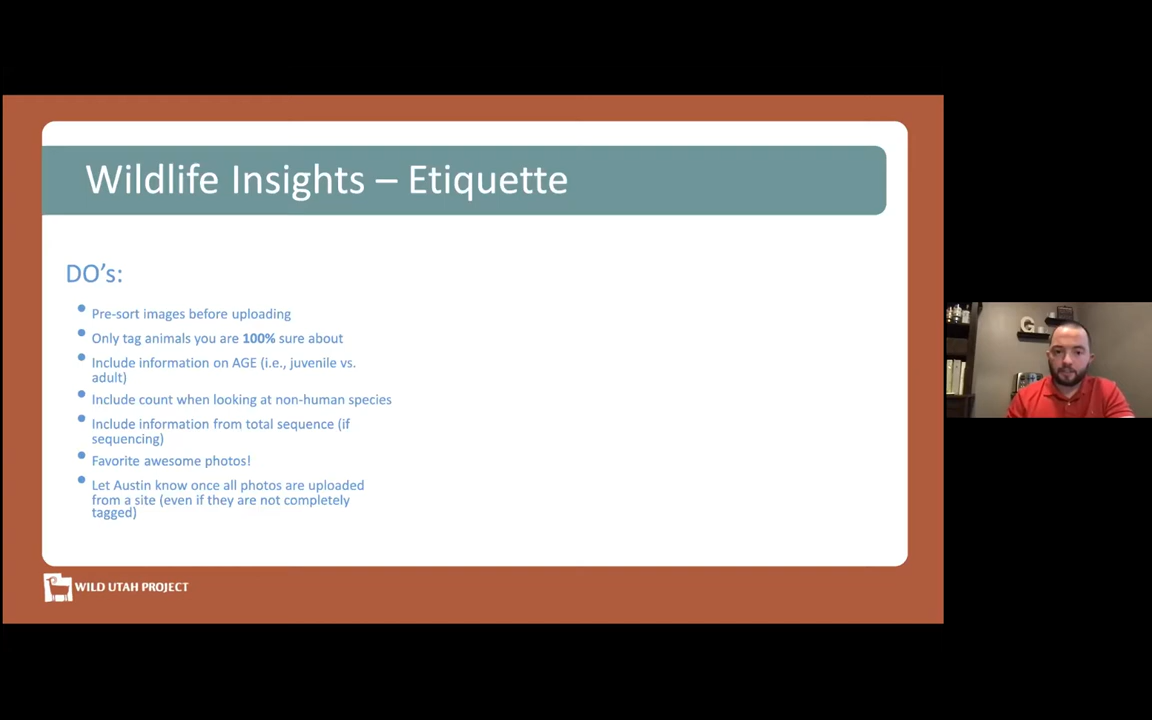 Wildlife Insights – Etiquette
DO's:
Pre-sort images before uploading
Only tag animals you are 100% sure about
Include information on AGE (i.e., juvenile vs.
adult)
Include count when looking at non-human species
Include information from total sequence (if
sequencing)
Favorite awesome photos!
Let Austin know once all photos are uploaded
from a site (even if they are not completely
tagged)
WILD UTAH PROJECT
G